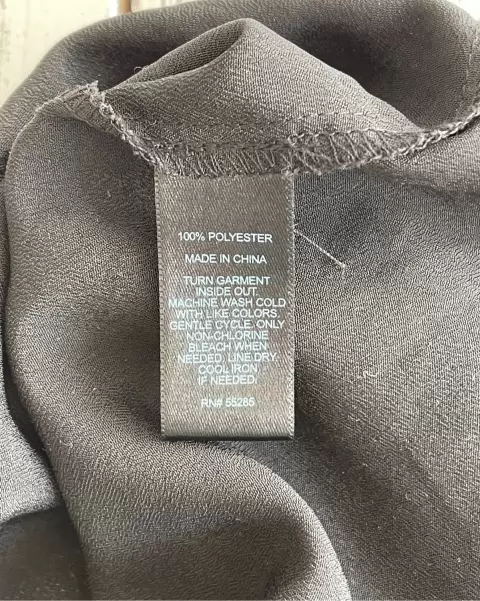 100% POLYESTER
MADE IN CHINA
TURN GARMENT
INSIDE OUT.
MACHINE WASH COLD
WITH LIKE COLORS.
GENTLE CYCLE. ONLY
NON-CHLORINE
BLEACH WHEN
NEEDED. LINE DRY.
COOL IRON
IF NEEDED.
RN# 55285